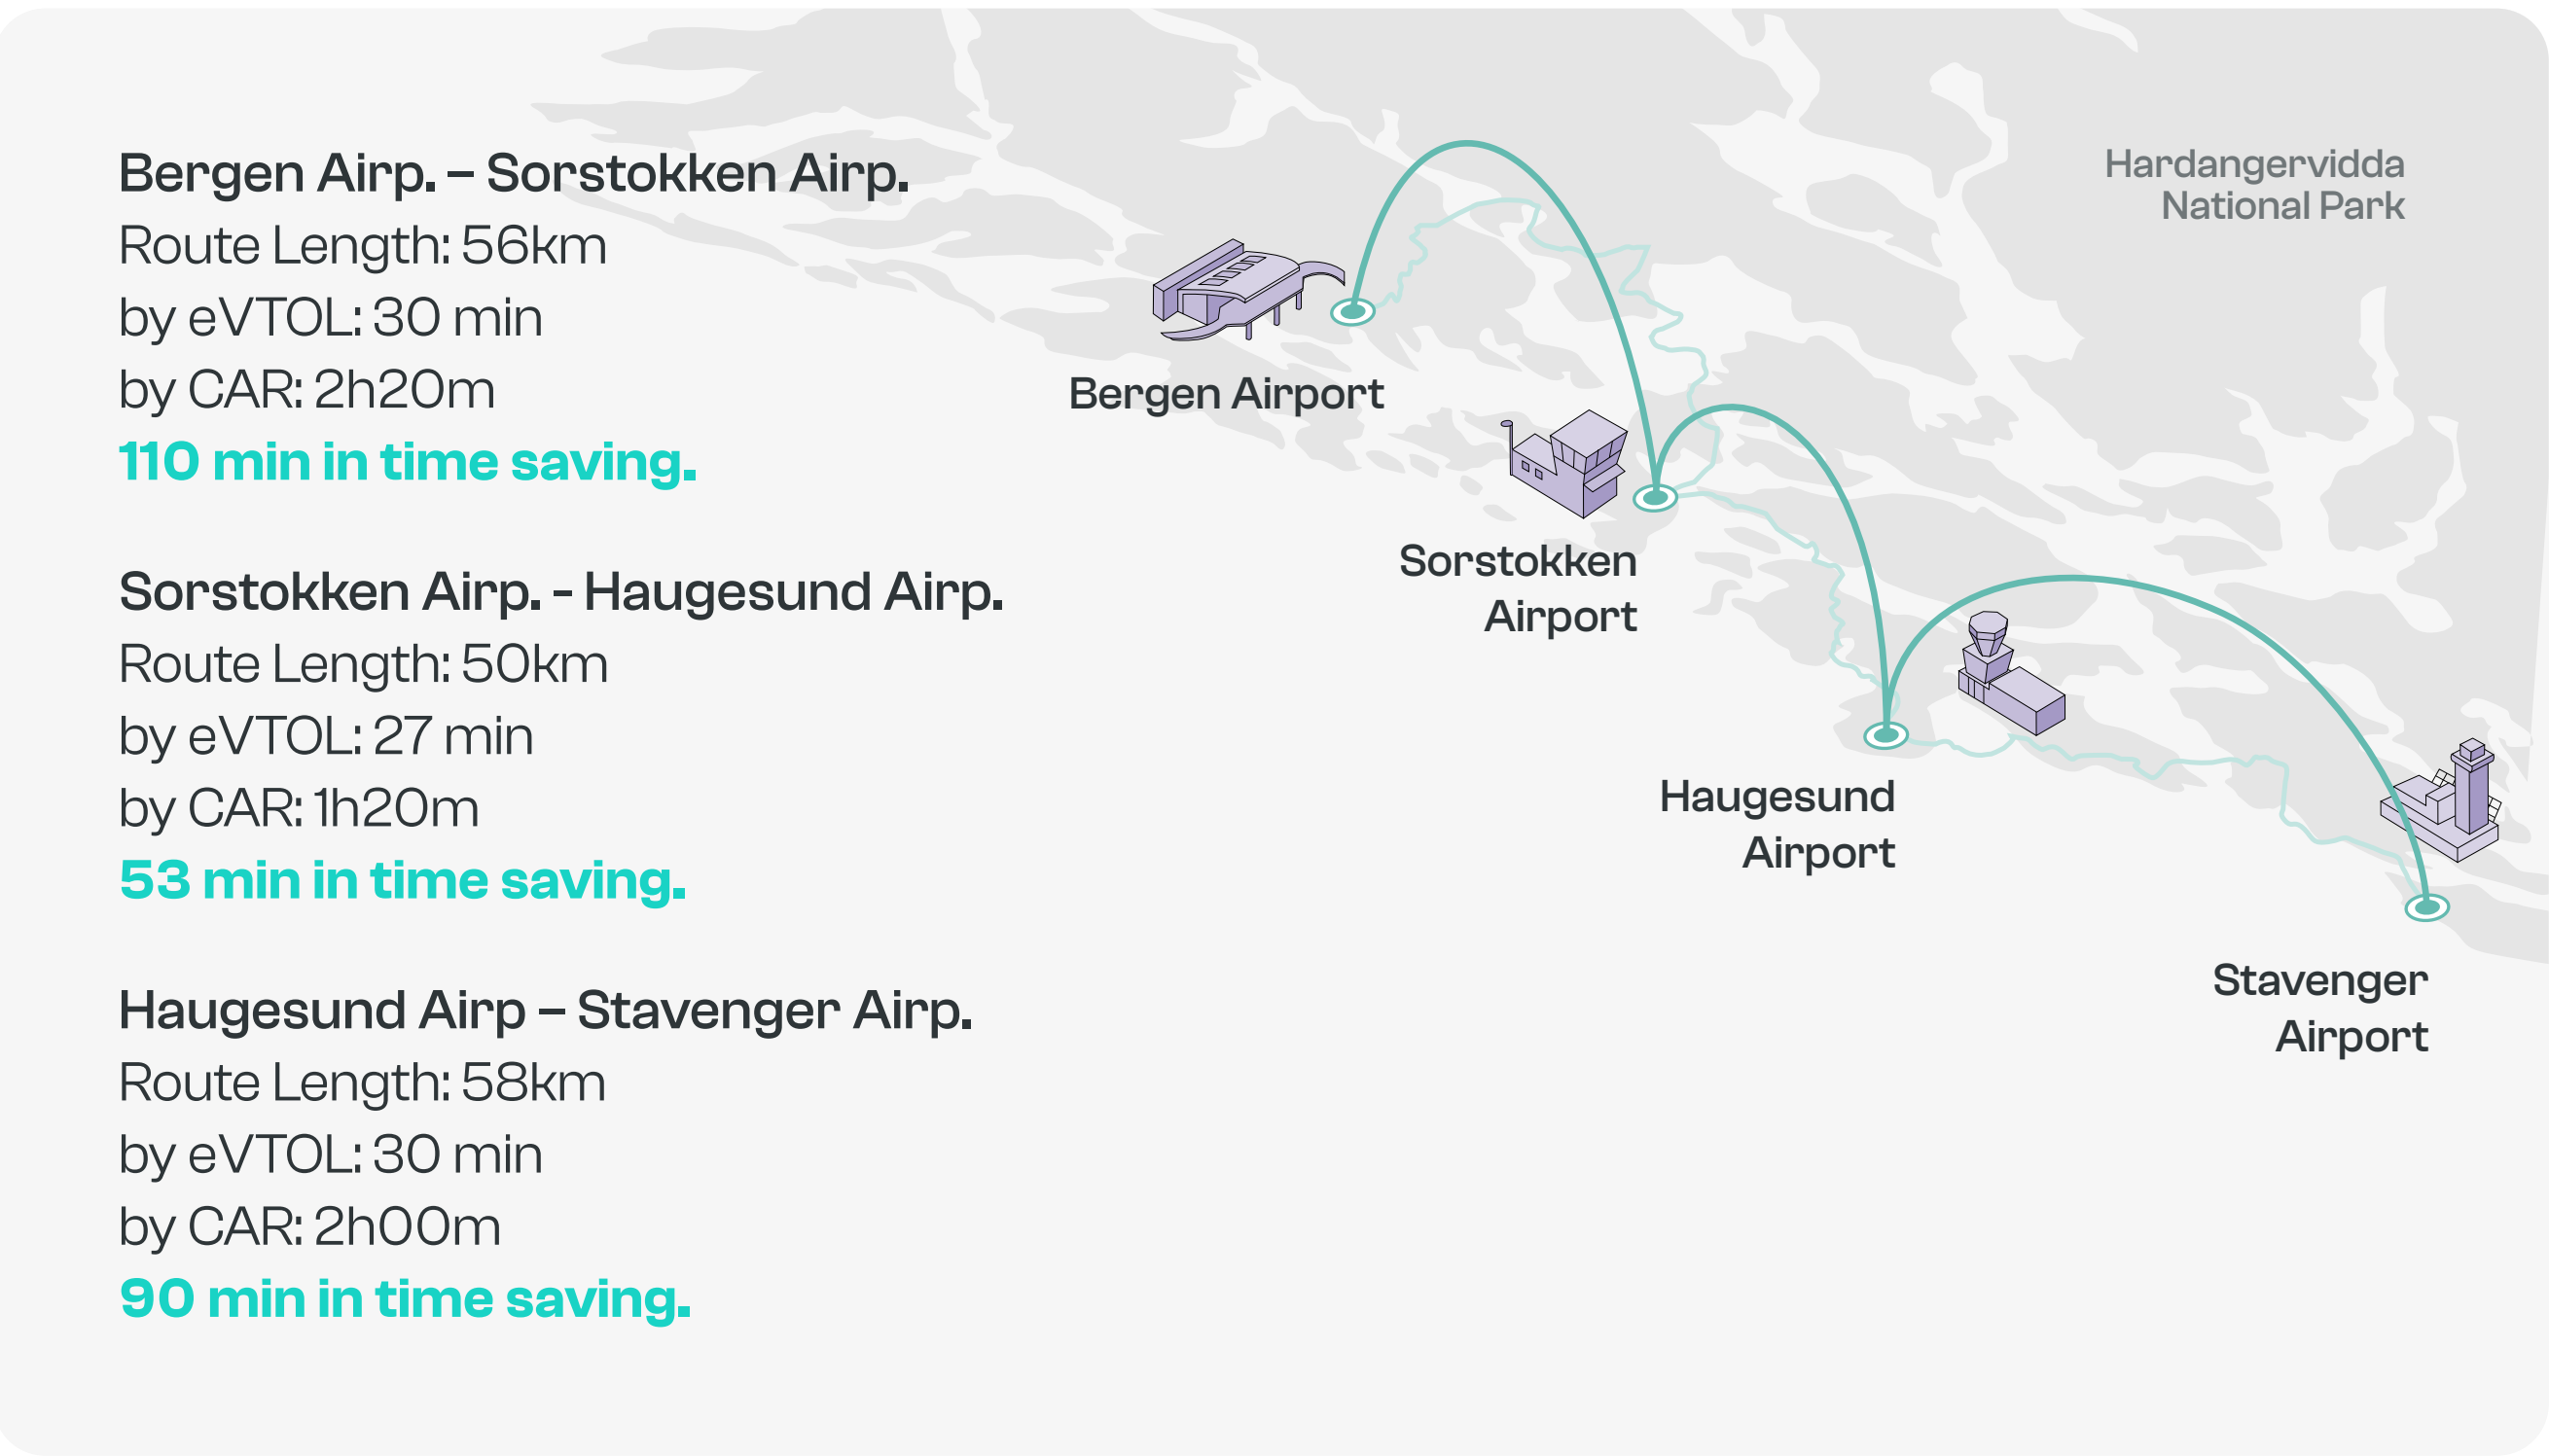 Bergen Airp. – Sorstokken Airp.
Route Length: 56km
by eVTOL: 30 min
by CAR: 2h20m
110 min in time saving.
Sorstokken Airp. - Haugesund Airp.
Route Length: 50km
by eVTOL: 27 min
by CAR: 1h20m
53 min in time saving.
Haugesund Airp – Stavenger Airp.
Route Length: 58km
by eVTOL: 30 min
by CAR: 2h00m
90 min in time saving.
Hardangervidda
National Park
Bergen Airport
Sorstokken
Airport
Haugesund
Airport
Stavenger
Airport